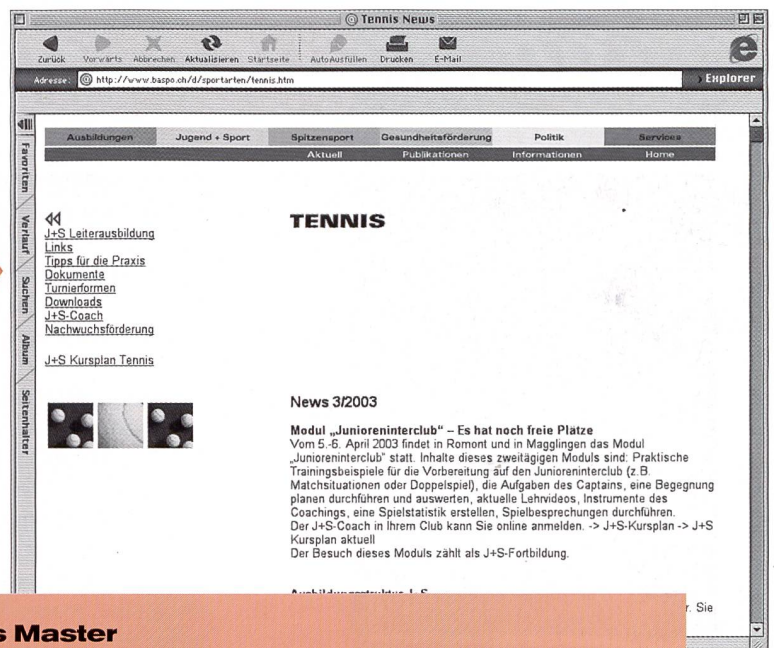 Tennis News
Zurück Vorwärts Abbrechen Aktualisieren Startseite AutoAusfüllen Drucken E-Mail
Adresse: http://www.baspo.ch/d/sportarten/tennis.htm
Explorer
Favoriten
Verlauf
Suchen
Album
Seitenhalter
Ausbildungen Jugend + Sport Spitzensport Gesundheitsförderung Politik Services
Aktuell Publikationen Informationen Home
J+S Leiterausbildung
Links
Tipps für die Praxis
Dokumente
Turnierformen
Downloads
J+S-Coach
Nachwuchsförderung
J+S Kursplan Tennis
TENNIS
News 3/2003
Modul „Junioreninterclub" – Es hat noch freie Plätze
Vom 5.-6. April 2003 findet in Romont und in Magglingen das Modul
„Junioreninterclub" statt. Inhalte dieses zweitägigen Moduls sind: Praktische
Trainingsbeispiele für die Vorbereitung auf den Junioreninterclub (z.B.
Matchsituationen oder Doppelspiel), die Aufgaben des Captains, eine Begegnung
planen durchführen und auswerten, aktuelle Lehrvideos, Instrumente des
Coachings, eine Spielstatistik erstellen, Spielbesprechungen durchführen.
Der J+S-Coach in Ihrem Club kann Sie online anmelden. -> J+S-Kursplan -> J+S
Kursplan aktuell
Der Besuch dieses Moduls zählt als J+S-Fortbildung.
r. Sie
s Master